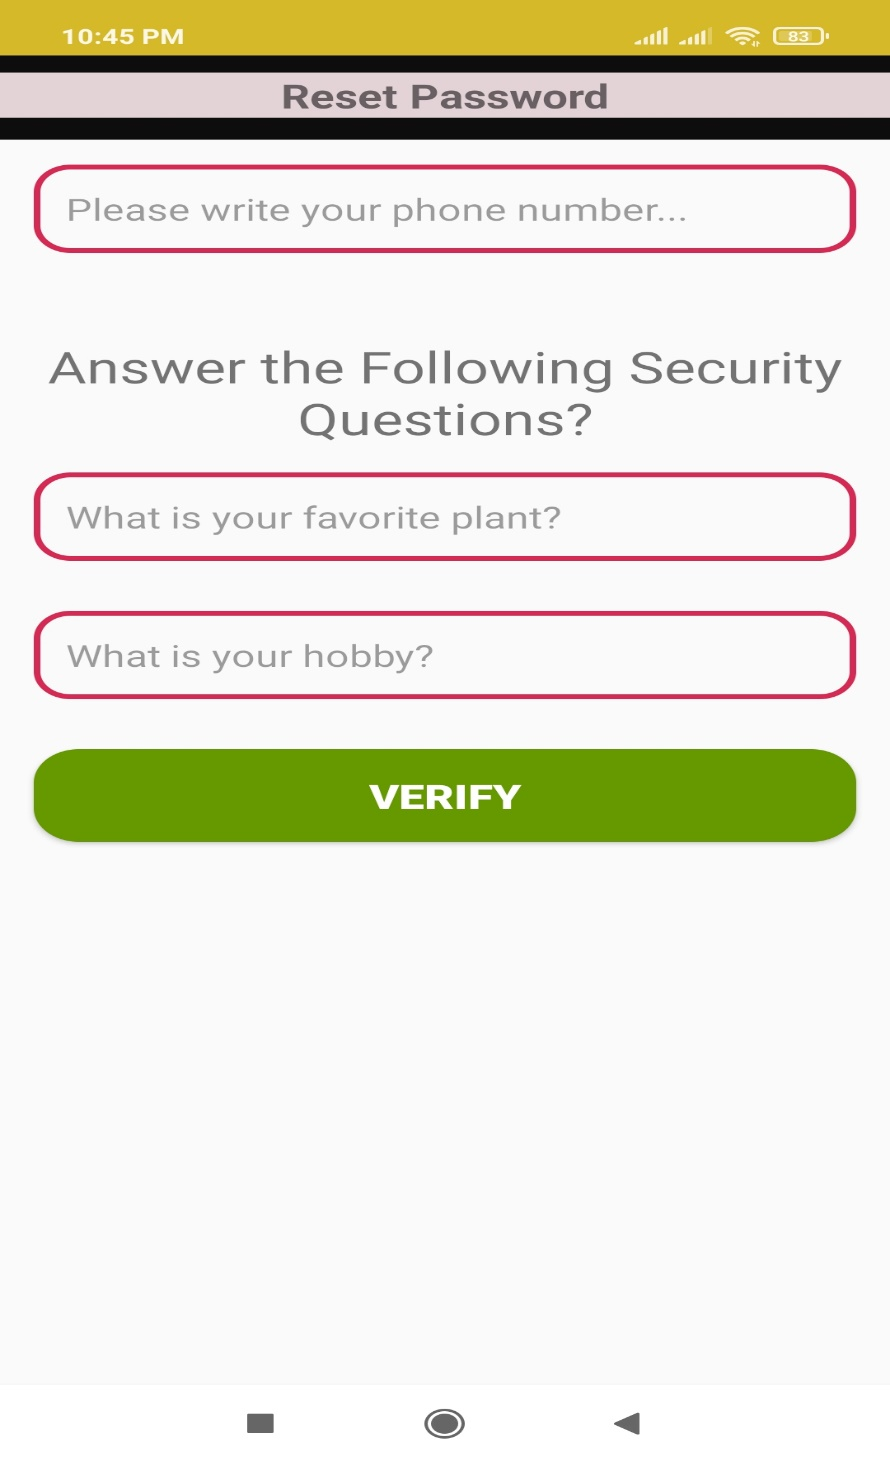 10:45 PM 83
Reset Password
Please write your phone number...
Answer the Following Security
Questions?
What is your favorite plant?
What is your hobby?
VERIFY